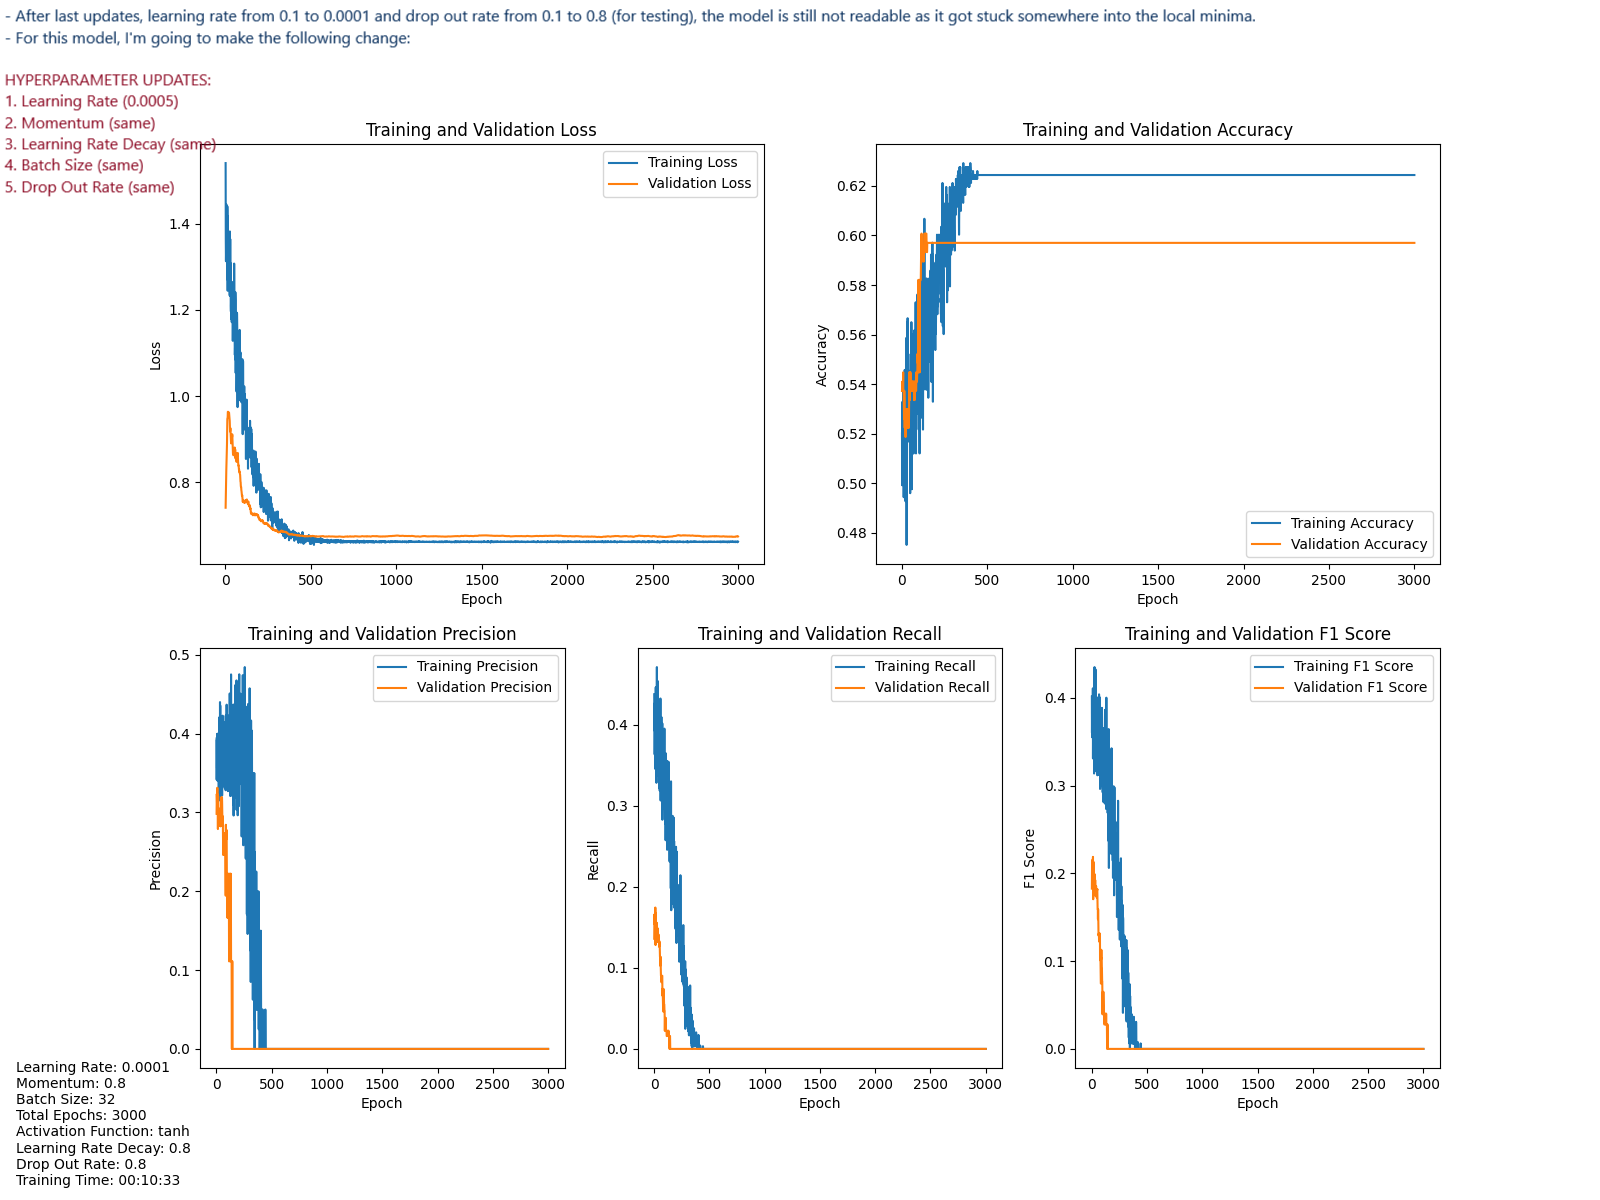 - After last updates, learning rate from 0.1 to 0.0001 and drop out rate from 0.1 to 0.8 (for testing), the model is still not readable as it got stuck somewhere into the local minima.
- For this model, I'm going to make the following change:
HYPERPARAMETER UPDATES:
1. Learning Rate (0.0005)
2. Momentum (same)
3. Learning Rate Decay (same)
4. Batch Size (same)
5. Drop Out Rate (same)
Training and Validation Loss
Training Loss
Validation Loss
1.4
1.2
1.0
0.8
Loss
0 500 1000 1500 2000 2500 3000
Epoch
Training and Validation Accuracy
0.62
0.60
0.58
0.56
0.54
0.52
0.50
0.48
Accuracy
Training Accuracy
Validation Accuracy
0 500 1000 1500 2000 2500 3000
Epoch
Training and Validation Precision
Training Precision
Validation Precision
0.5
0.4
0.3
0.2
0.1
0.0
Precision
0 500 1000 1500 2000 2500 3000
Epoch
Training and Validation Recall
Training Recall
Validation Recall
0.4
0.3
0.2
0.1
0.0
Recall
0 500 1000 1500 2000 2500 3000
Epoch
Training and Validation F1 Score
Training F1 Score
Validation F1 Score
0.4
0.3
0.2
0.1
0.0
F1 Score
0 500 1000 1500 2000 2500 3000
Epoch
Learning Rate: 0.0001
Momentum: 0.8
Batch Size: 32
Total Epochs: 3000
Activation Function: tanh
Learning Rate Decay: 0.8
Drop Out Rate: 0.8
Training Time: 00:10:33